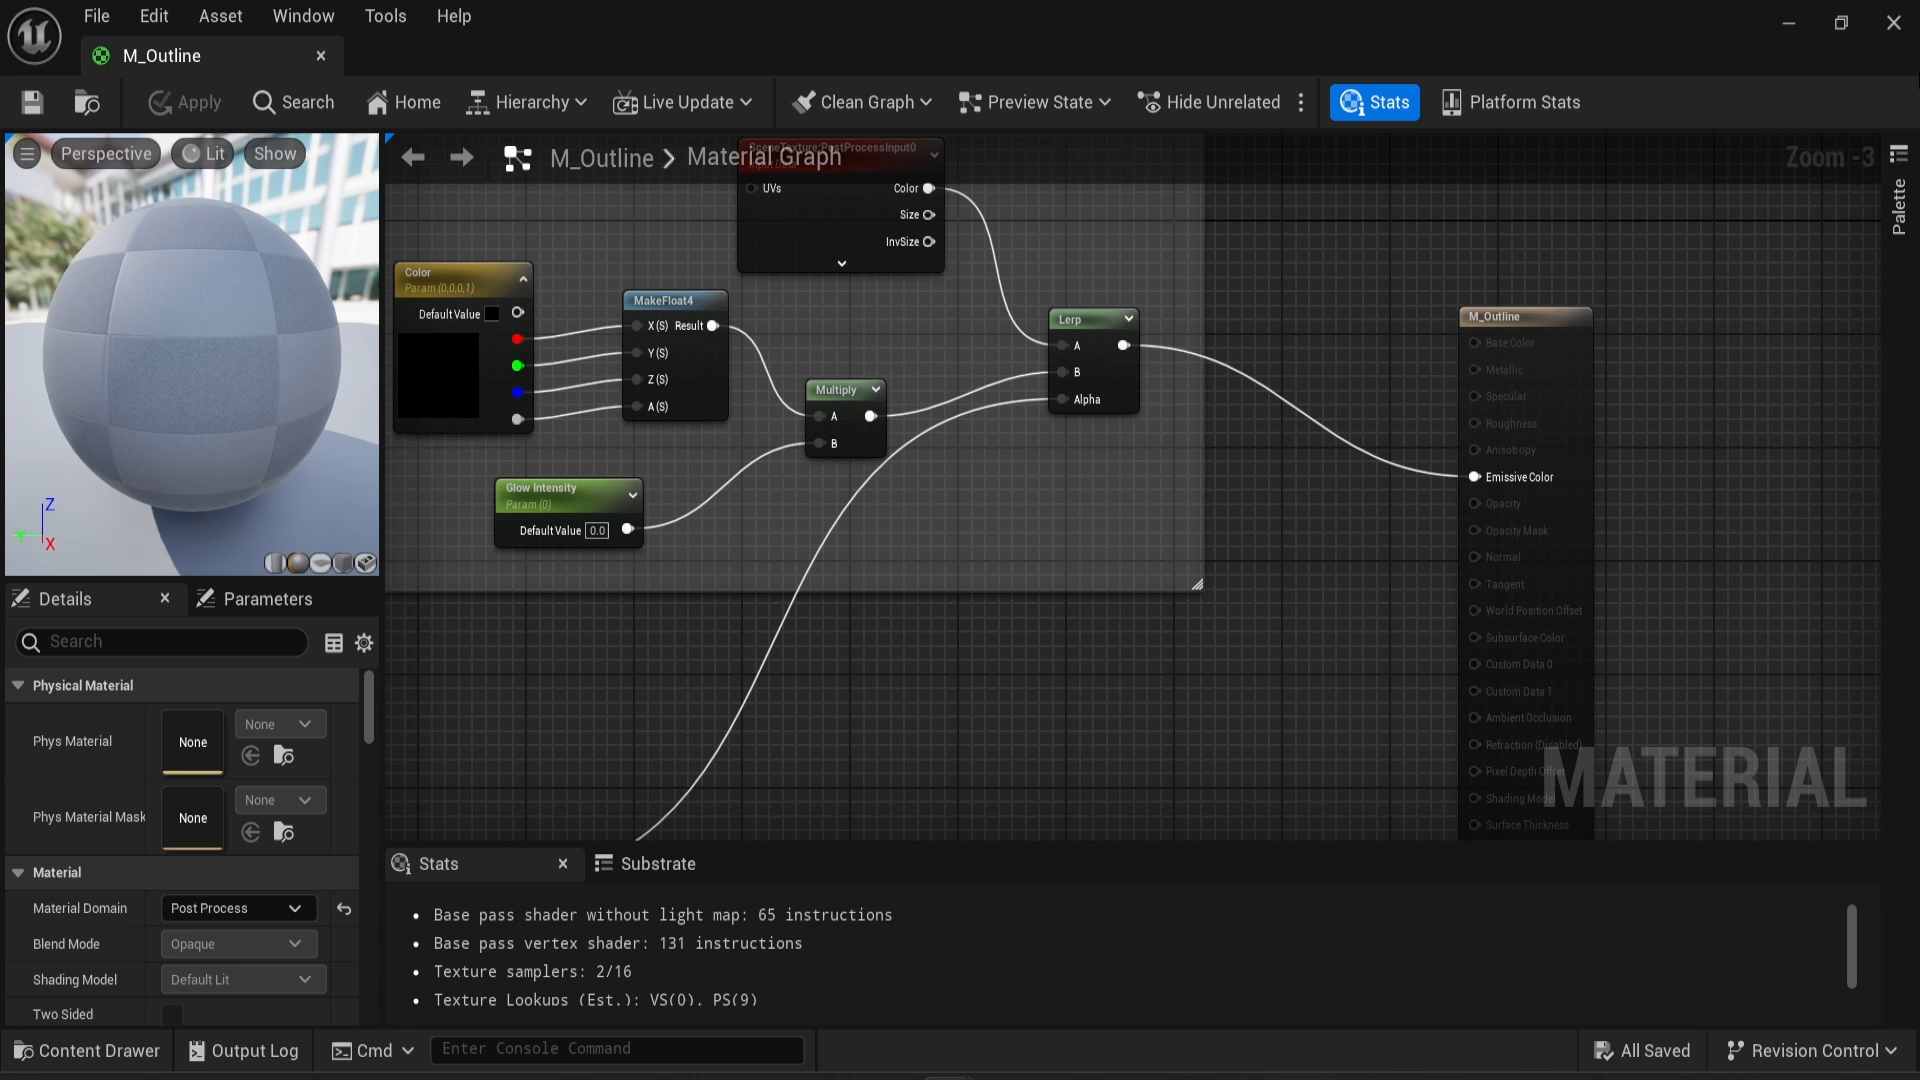 File Edit Asset Window Tools Help
M_Outline
Apply Search Home Hierarchy Live Update Clean Graph Preview State Hide Unrelated Stats Platform Stats
Perspective Lit Show
M_Outline Material Graph
Zoom -3
Palette
SceneTexture:PostProcessInput0
UVs Color
Size
InvSize
Color
Param (0,0,0,1)
Default Value
MakeFloat4
X (S) Result
Y (S)
Z (S)
A (S)
Multiply
A
B
Glow Intensity
Param (0)
Default Value 0.0
Lerp
A
B
Alpha
M_Outline
Base Color
Metallic
Specular
Roughness
Anisotropy
Emissive Color
Opacity
Opacity Mask
Normal
Tangent
World Position Offset
Subsurface Color
Custom Data 0
Custom Data 1
Ambient Occlusion
Refraction (Disabled)
Pixel Depth Offset
Shading Model
Surface Thickness
MATERIAL
Z
X
Details Parameters
Search
Physical Material
Phys Material None None
Phys Material Mask None None
Material
Material Domain Post Process
Blend Mode Opaque
Shading Model Default Lit
Two Sided
Stats Substrate
• Base pass shader without light map: 65 instructions
• Base pass vertex shader: 131 instructions
• Texture samplers: 2/16
• Texture Lookups (Est.): VS(0), PS(9)
Content Drawer Output Log Cmd Enter Console Command All Saved Revision Control